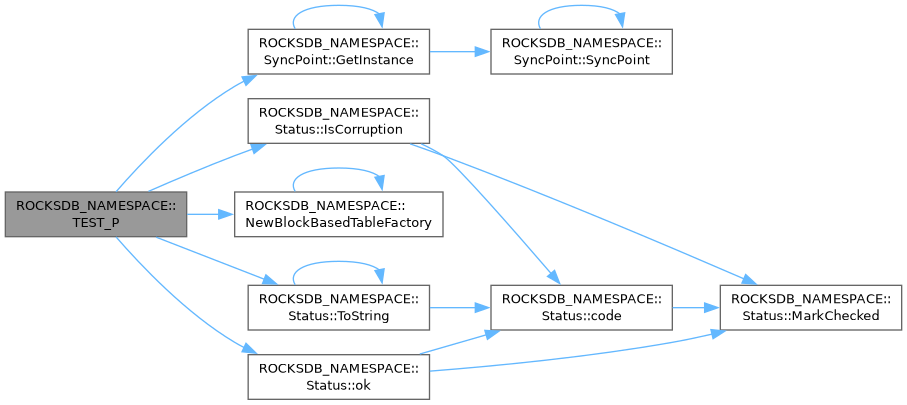 ROCKSDB_NAMESPACE::
SyncPoint::GetInstance
ROCKSDB_NAMESPACE::
SyncPoint::SyncPoint
ROCKSDB_NAMESPACE::
Status::IsCorruption
ROCKSDB_NAMESPACE::
TEST_P
ROCKSDB_NAMESPACE::
NewBlockBasedTableFactory
ROCKSDB_NAMESPACE::
Status::ToString
ROCKSDB_NAMESPACE::
Status::code
ROCKSDB_NAMESPACE::
Status::MarkChecked
ROCKSDB_NAMESPACE::
Status::ok